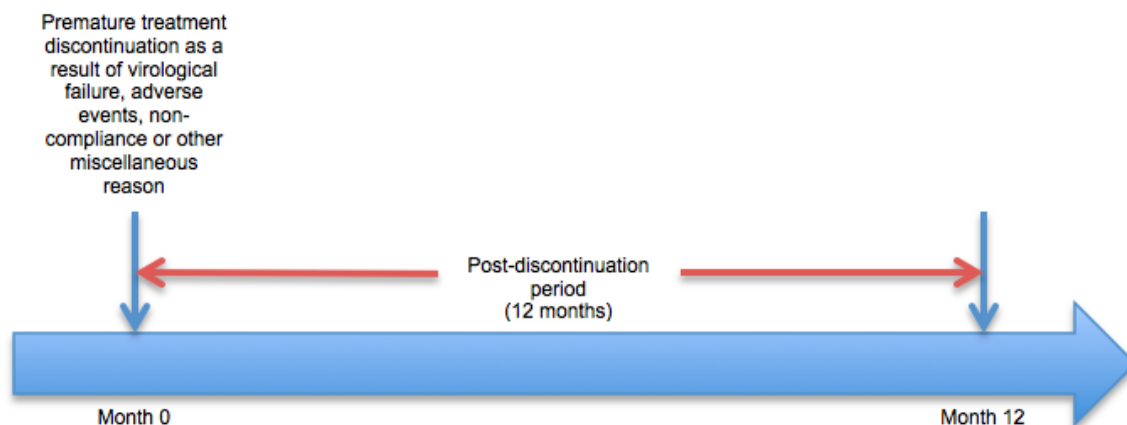 Premature treatment
discontinuation as a
result of virological
failure, adverse
events, non-
compliance or other
miscellaneous
reason
Post-discontinuation
period
(12 months)
Month 0
Month 12